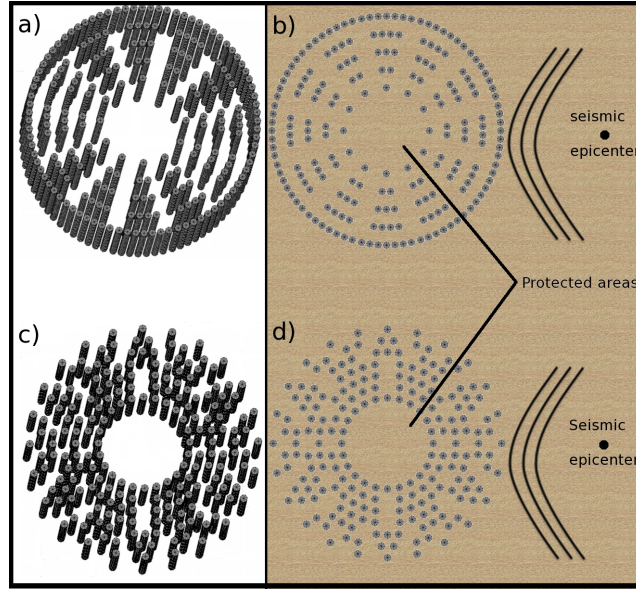 a)
b)
seismic
epicenter
Protected areas
c)
d)
Seismic
epicenter